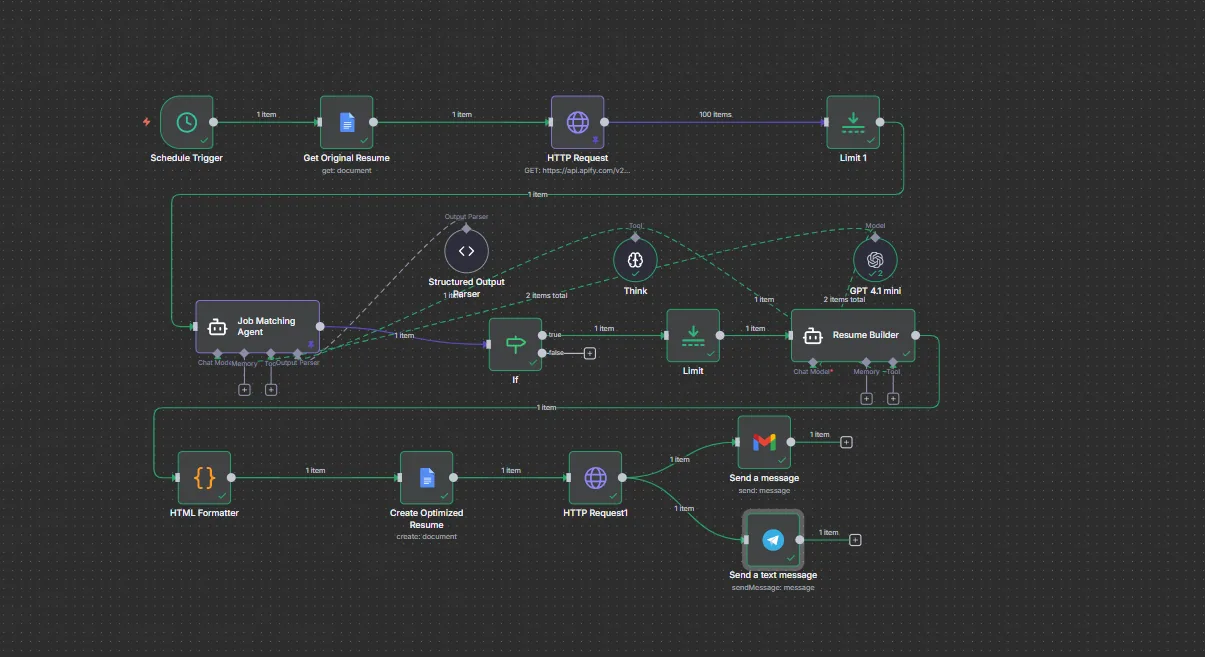 1 item
1 item
100 items
Schedule Trigger
Get Original Resume
get: document
HTTP Request
GET: https://api.apify.com/v2...
Limit 1
1 item
Output Parser
Tool
Model
Structured Output
Parser
Think
2
GPT 4.1 mini
1 item
2 items total
1 item
2 items total
Job Matching
Agent
Chat Model
Memory
Tool
Output Parser
1 item
true
false
If
1 item
Limit
1 item
Resume Builder
Chat Model*
Memory
Tool
1 item
1 item
HTML Formatter
1 item
Create Optimized
Resume
create: document
HTTP Request1
1 item
1 item
Send a message
send: message
1 item
1 item
Send a text message
sendMessage: message